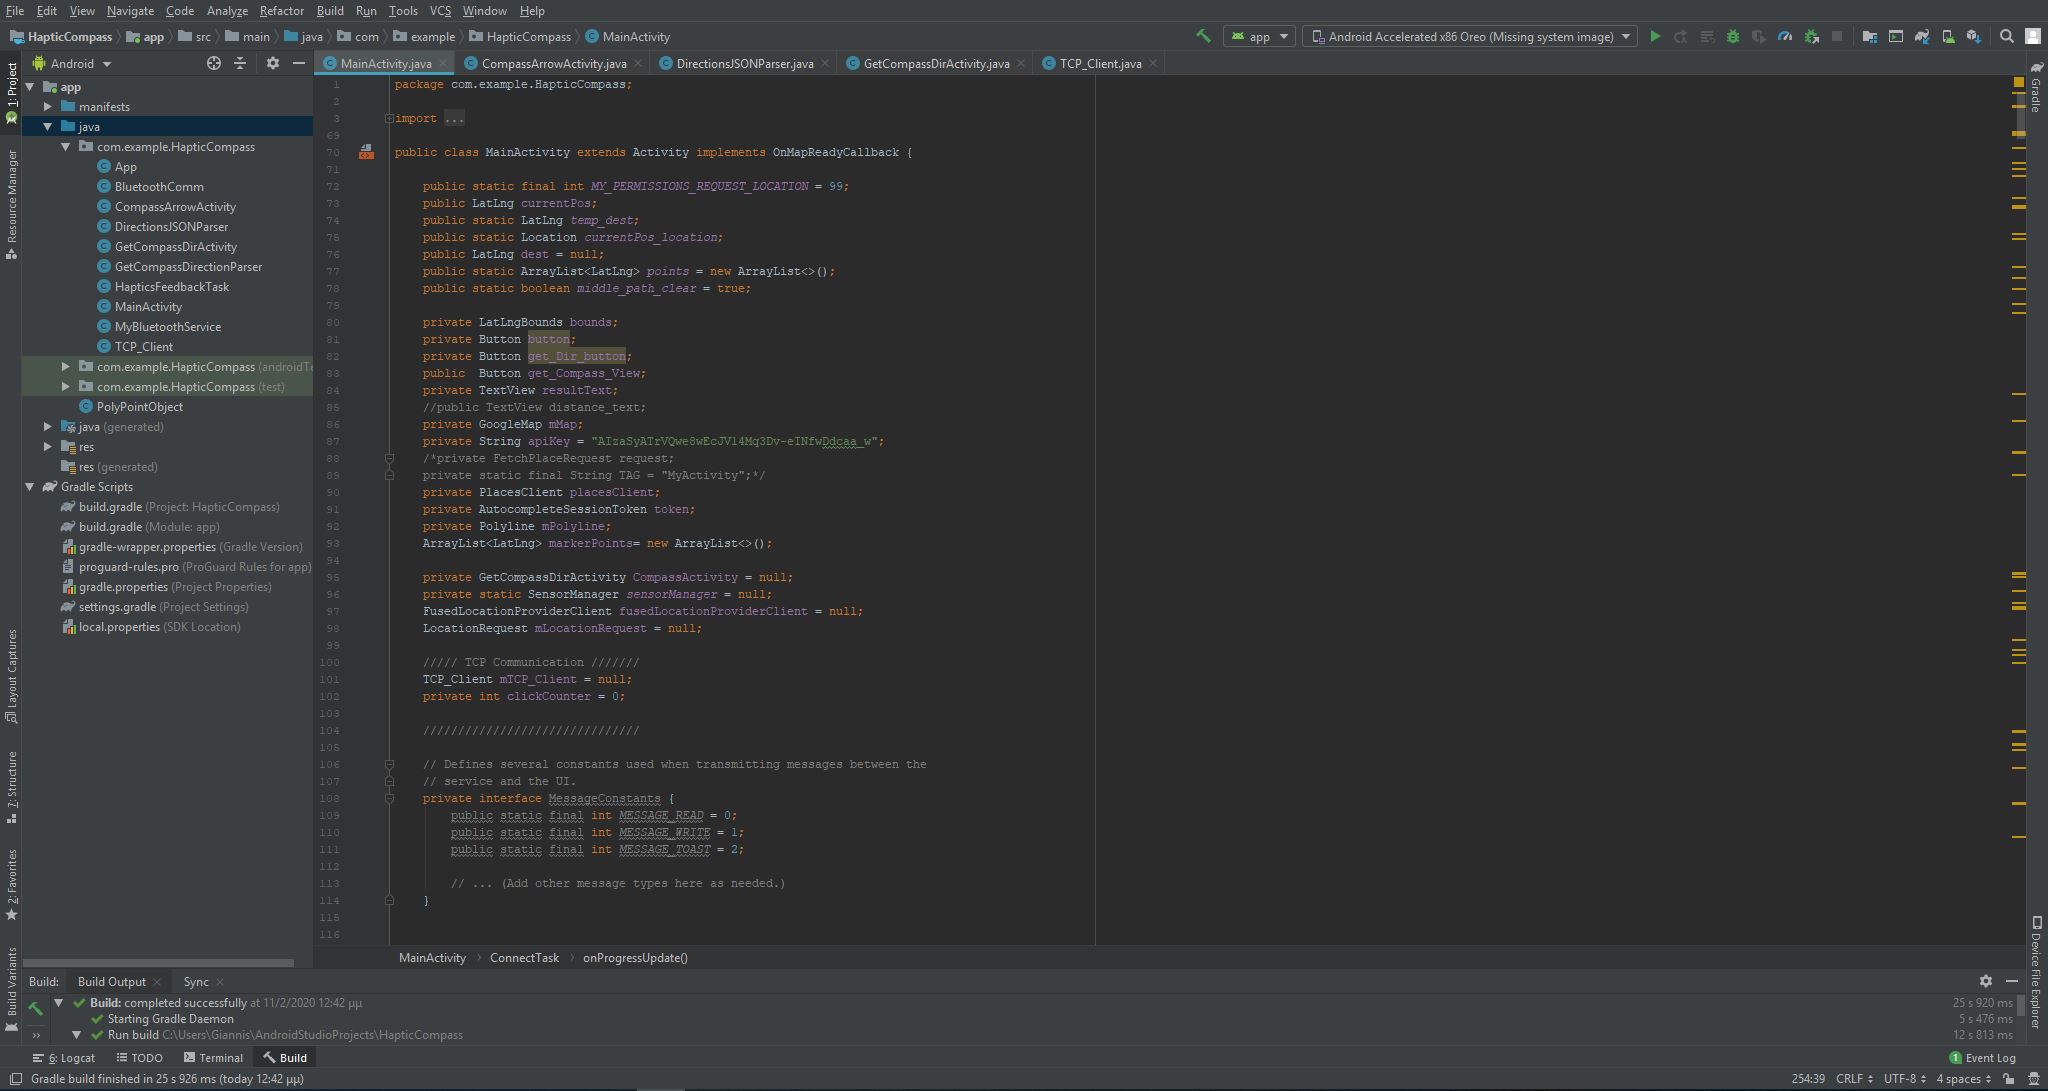 File Edit View Navigate Code Analyze Refactor Build Run Tools VCS Window Help
HapticCompass app src main java com example HapticCompass MainActivity app Android Accelerated x86 Oreo (Missing system image)
Android MainActivity.java CompassArrowActivity.java DirectionsJSONParser.java GetCompassDirActivity.java TCP_Client.java
1: Project
Resource Manager
Layout Captures
7: Structure
2: Favorites
Build Variants
Gradle
Device File Explorer
app
manifests
java
com.example.HapticCompass
App
BluetoothComm
CompassArrowActivity
DirectionsJSONParser
GetCompassDirActivity
GetCompassDirectionParser
HapticsFeedbackTask
MainActivity
MyBluetoothService
TCP_Client
com.example.HapticCompass (androidTe
com.example.HapticCompass (test)
PolyPointObject
java (generated)
res
res (generated)
Gradle Scripts
build.gradle (Project: HapticCompass)
build.gradle (Module: app)
gradle-wrapper.properties (Gradle Version)
proguard-rules.pro (ProGuard Rules for app)
gradle.properties (Project Properties)
settings.gradle (Project Settings)
local.properties (SDK Location)
1 package com.example.HapticCompass;
2
3 import ...
69
70 public class MainActivity extends Activity implements OnMapReadyCallback {
71
72 public static final int MY_PERMISSIONS_REQUEST_LOCATION = 99;
73 public LatLng currentPos;
74 public static LatLng temp_dest;
75 public static Location currentPos_location;
76 public LatLng dest = null;
77 public static ArrayList<LatLng> points = new ArrayList<>();
78 public static boolean middle_path_clear = true;
79
80 private LatLngBounds bounds;
81 private Button button;
82 private Button get_Dir_button;
83 public  Button get_Compass_View;
84 private TextView resultText;
85 //public TextView distance_text;
86 private GoogleMap mMap;
87 private String apiKey = "AIzaSyATrVQwe8wEcJVl4Mq3Dv-eINfwDdcaa_w";
88 /*private FetchPlaceRequest request;
89 private static final String TAG = "MyActivity";*/
90 private PlacesClient placesClient;
91 private AutocompleteSessionToken token;
92 private Polyline mPolyline;
93 ArrayList<LatLng> markerPoints= new ArrayList<>();
94
95 private GetCompassDirActivity CompassActivity = null;
96 private static SensorManager sensorManager = null;
97 FusedLocationProviderClient fusedLocationProviderClient = null;
98 LocationRequest mLocationRequest = null;
99
100 ///// TCP Communication ///////
101 TCP_Client mTCP_Client = null;
102 private int clickCounter = 0;
103
104 ///////////////////////////////
105
106 // Defines several constants used when transmitting messages between the
107 // service and the UI.
108 private interface MessageConstants {
109 public static final int MESSAGE_READ = 0;
110 public static final int MESSAGE_WRITE = 1;
111 public static final int MESSAGE_TOAST = 2;
112
113 // ... (Add other message types here as needed.)
114 }
115
116
MainActivity ConnectTask onProgressUpdate()
Build: Build Output Sync
Build: completed successfully at 11/2/2020 12:42 μμ 25 s 920 ms
Starting Gradle Daemon 5 s 476 ms
Run build C:\Users\Giannis\AndroidStudioProjects\HapticCompass 12 s 813 ms
6: Logcat TODO Terminal Build 1 Event Log
Gradle build finished in 25 s 926 ms (today 12:42 μμ) 254:39 CRLF UTF-8 4 spaces